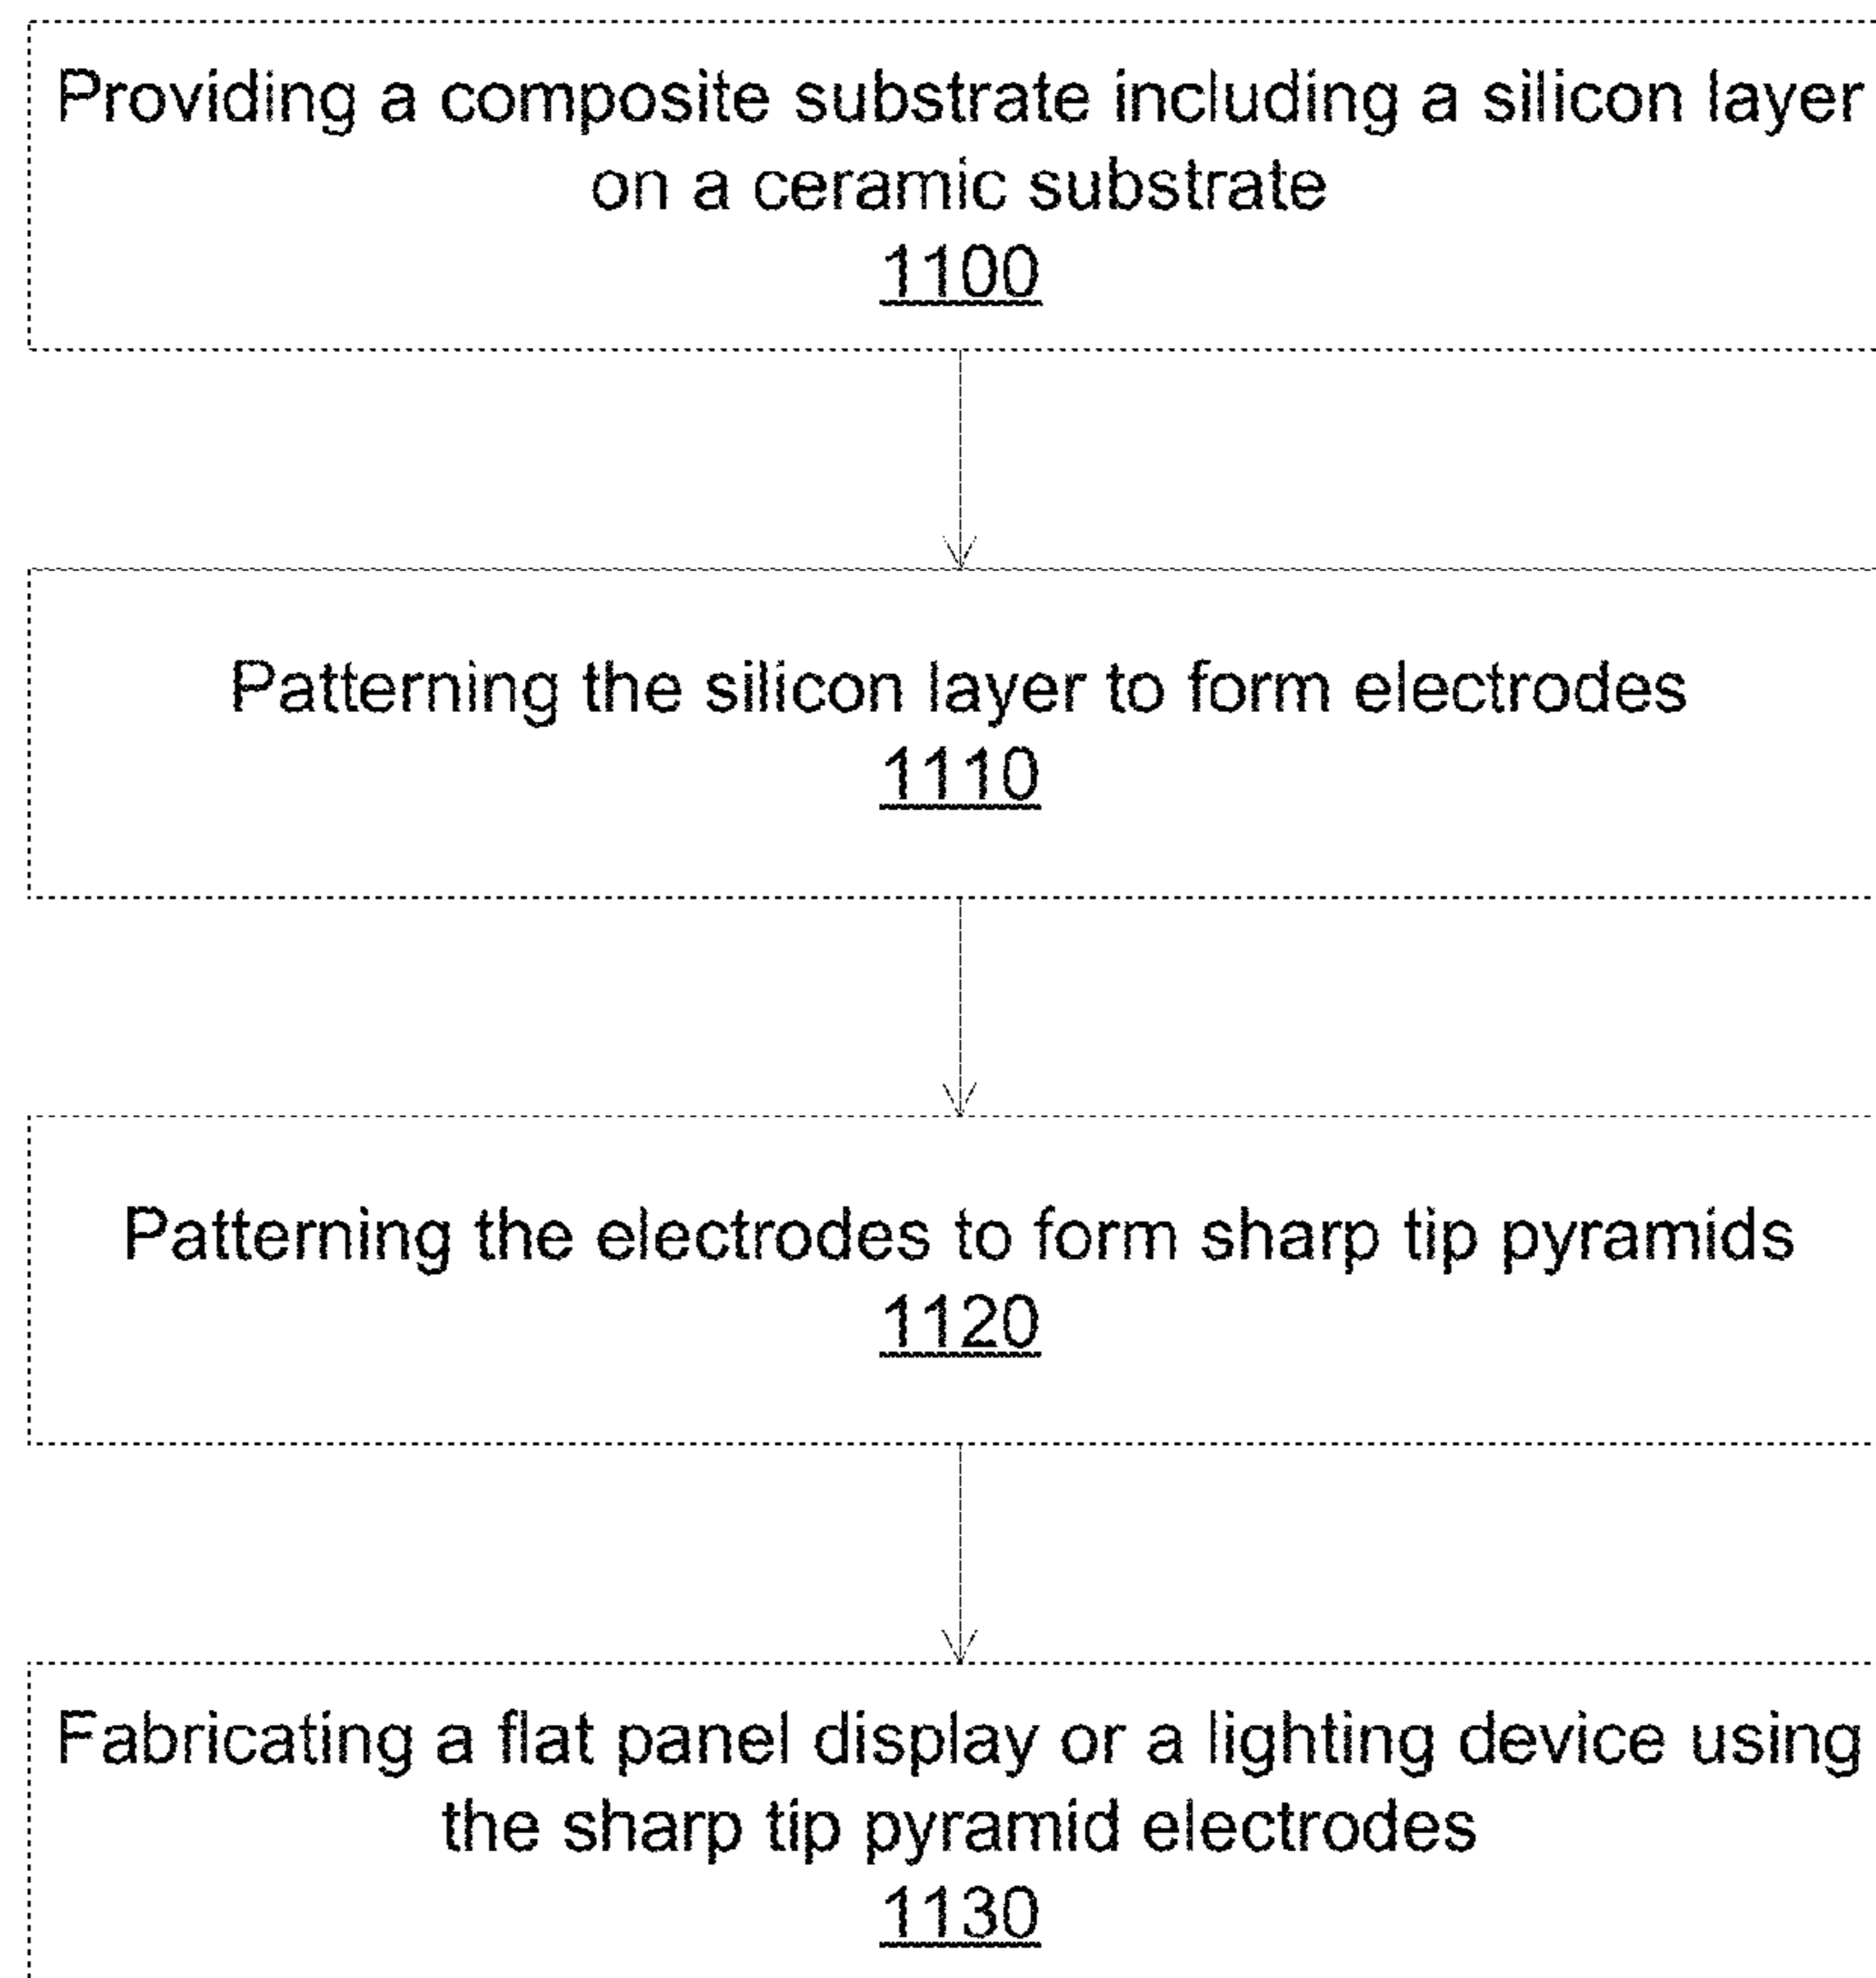 Providing a composite substrate including a silicon layer
on a ceramic substrate
1100
Patterning the silicon layer to form electrodes
1110
Patterning the electrodes to form sharp tip pyramids
1120
Fabricating a flat panel display or a lighting device using
the sharp tip pyramid electrodes
1130